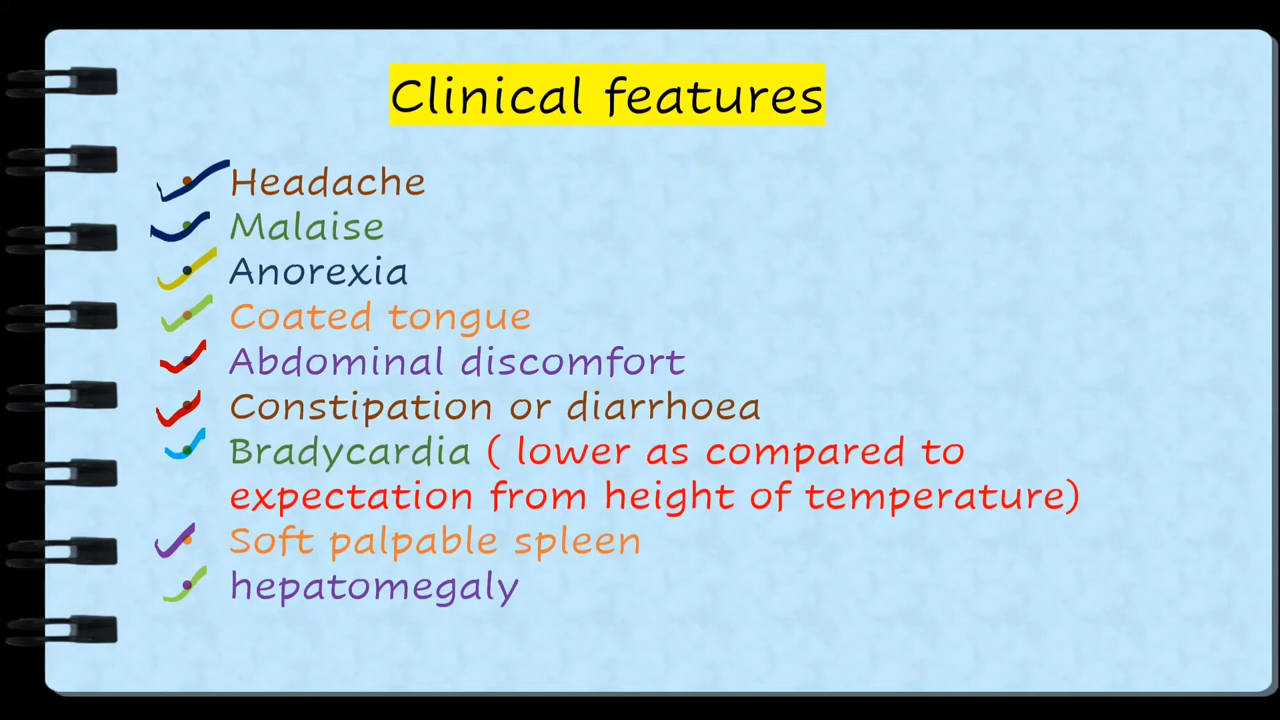 Clinical features
Headache
Malaise
Anorexia
Coated tongue
Abdominal discomfort
Constipation or diarrhoea
Bradycardia ( lower as compared to
expectation from height of temperature)
Soft palpable spleen
hepatomegaly